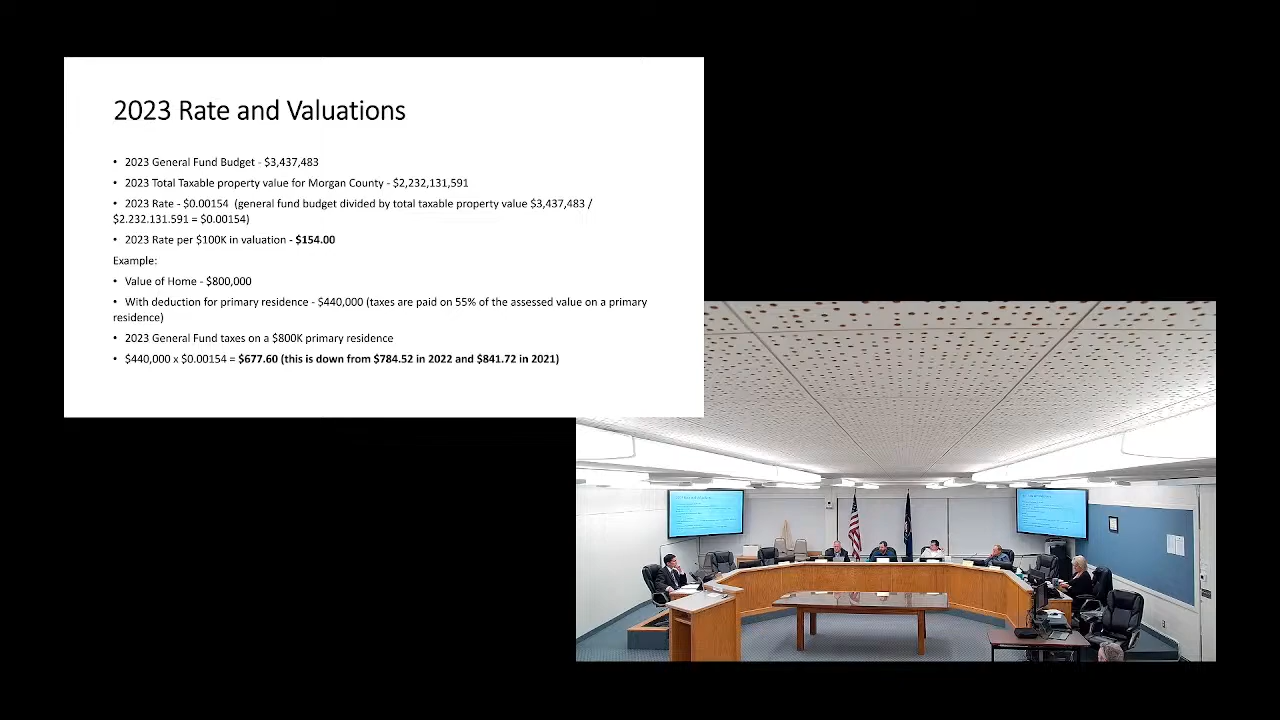 2023 Rate and Valuations
• 2023 General Fund Budget - $3,437,483
• 2023 Total Taxable property value for Morgan County - $2,232,131,591
• 2023 Rate - $0.00154 (general fund budget divided by total taxable property value $3,437,483 /
$2.232.131.591 = $0.00154)
• 2023 Rate per $100K in valuation - $154.00
Example:
• Value of Home - $800,000
• With deduction for primary residence - $440,000 (taxes are paid on 55% of the assessed value on a primary
residence)
• 2023 General Fund taxes on a $800K primary residence
• $440,000 x $0.00154 = $677.60 (this is down from $784.52 in 2022 and $841.72 in 2021)